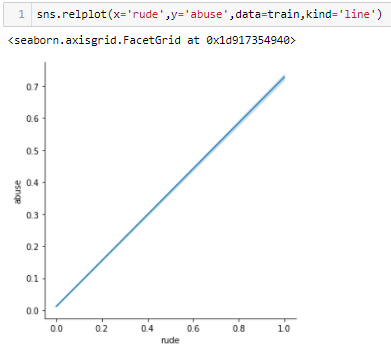 1 sns.relplot(x='rude',y='abuse',data=train,kind='line')
<seaborn.axisgrid.FacetGrid at 0x1d917354940>
0.7
0.6
0.5
0.4
0.3
0.2
0.1
0.0
abuse
0.0 0.2 0.4 0.6 0.8 1.0
rude